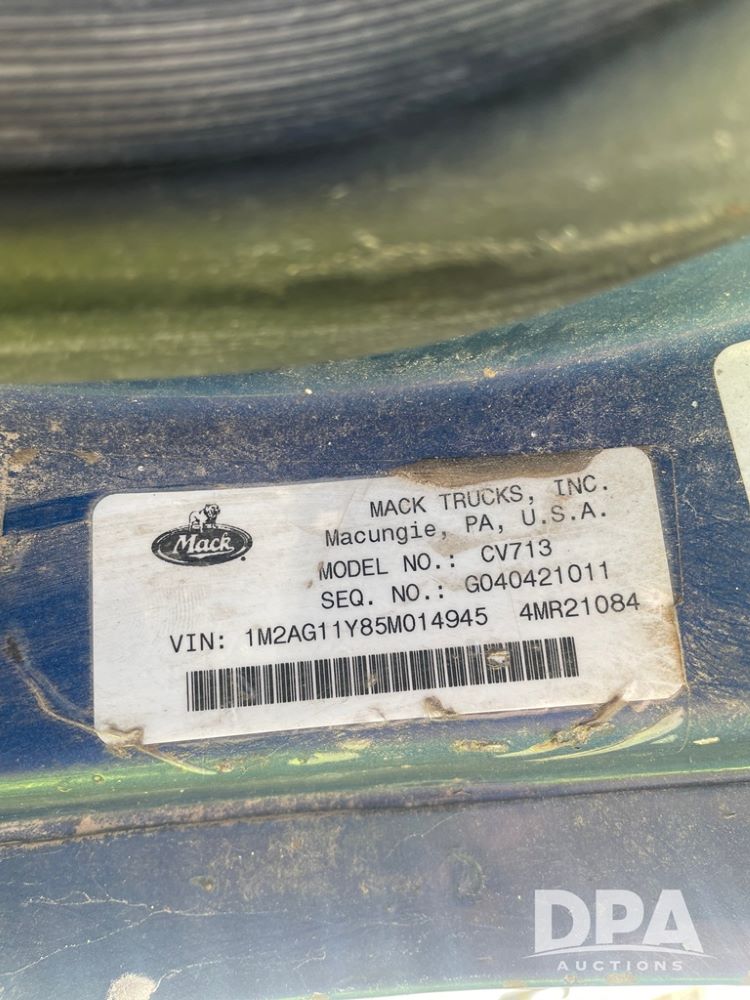 Mack
MACK TRUCKS, INC.
Macungie, PA, U.S.A.
MODEL NO.: CV713
SEQ. NO.: G040421011
VIN: 1M2AG11Y85M014945 4MR21084
DPA
AUCTIONS